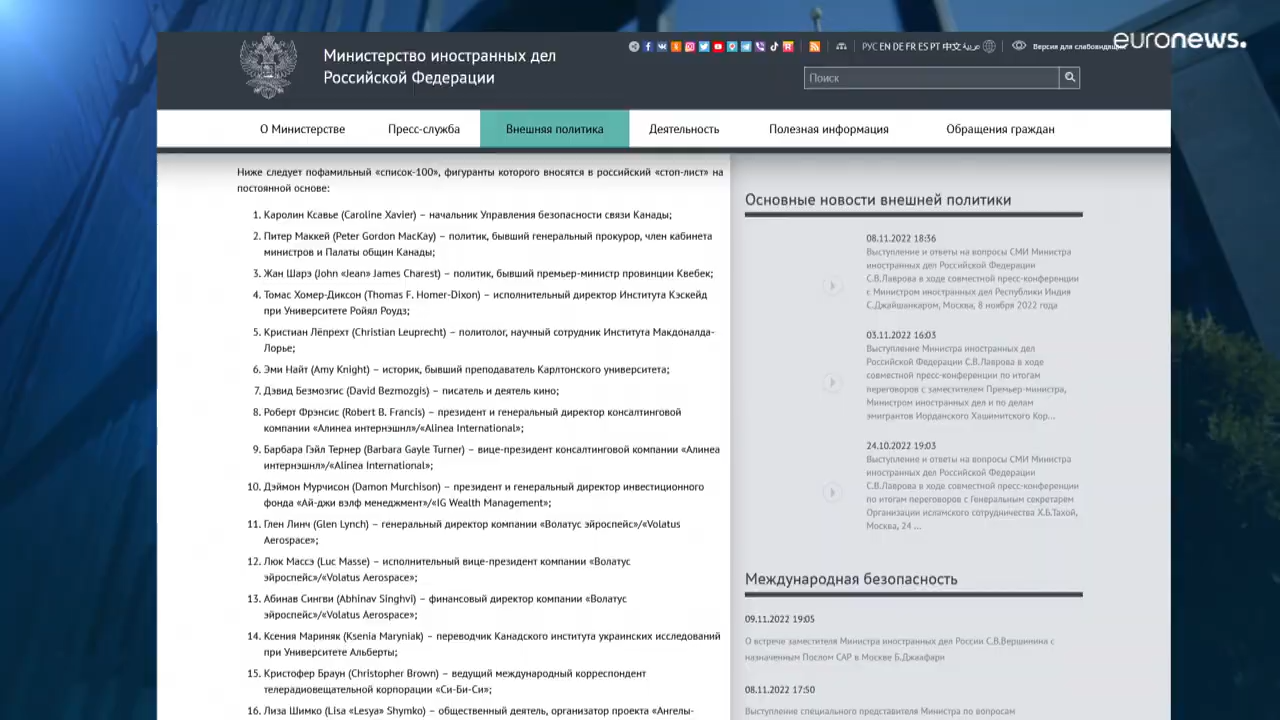 euronews.
Министерство иностранных дел
Российской Федерации
РУС EN DE FR ES PT 中文 عربية
Версия для слабовидящих
Поиск
О Министерстве
Пресс-служба
Внешняя политика
Деятельность
Полезная информация
Обращения граждан
Ниже следует пофамильный «список-100», фигуранты которого вносятся в российский «стоп-лист» на
постоянной основе:
1. Каролин Ксавье (Caroline Xavier) – начальник Управления безопасности связи Канады;
2. Питер Маккей (Peter Gordon MacKay) – политик, бывший генеральный прокурор, член кабинета
министров и Палаты общин Канады;
3. Жан Шарэ (John «Jean» James Charest) – политик, бывший премьер-министр провинции Квебек;
4. Томас Хомер-Диксон (Thomas F. Homer-Dixon) – исполнительный директор Института Кэскейд
при Университете Ройял Роудз;
5. Кристиан Лёпрехт (Christian Leuprecht) – политолог, научный сотрудник Института Макдоналда-
Лорье;
6. Эми Найт (Amy Knight) – историк, бывший преподаватель Карлтонского университета;
7. Дэвид Безмозгис (David Bezmozgis) – писатель и деятель кино;
8. Роберт Фрэнсис (Robert B. Francis) – президент и генеральный директор консалтинговой
компании «Алинеа интернэшнл»/«Alinea International»;
9. Барбара Гэйл Тернер (Barbara Gayle Turner) – вице-президент консалтинговой компании «Алинеа
интернэшнл»/«Alinea International»;
10. Дэймон Мурчисон (Damon Murchison) – президент и генеральный директор инвестиционного
фонда «Ай-джи вэлф менеджмент»/«IG Wealth Management»;
11. Глен Линч (Glen Lynch) – генеральный директор компании «Волатус эйроспейс»/«Volatus
Aerospace»;
12. Люк Массэ (Luc Masse) – исполнительный вице-президент компании «Волатус
эйроспейс»/«Volatus Aerospace»;
13. Абинав Сингви (Abhinav Singhvi) – финансовый директор компании «Волатус
эйроспейс»/«Volatus Aerospace»;
14. Ксения Мариняк (Ksenia Maryniak) – переводчик Канадского института украинских исследований
при Университете Альберты;
15. Кристофер Браун (Christopher Brown) – ведущий международный корреспондент
телерадиовещательной корпорации «Си-Би-Си»;
16. Лиза Шимко (Lisa «Lesya» Shymko) – общественный деятель, организатор проекта «Ангелы-
Основные новости внешней политики
08.11.2022 18:36
Выступление и ответы на вопросы СМИ Министра
иностранных дел Российской Федерации
С.В.Лаврова в ходе совместной пресс-конференции
с Министром иностранных дел Республики Индия
С.Джайшанкаром, Москва, 8 ноября 2022 года
03.11.2022 16:03
Выступление Министра иностранных дел
Российской Федерации С.В.Лаврова в ходе
совместной пресс-конференции по итогам
переговоров с заместителем Премьер-министра,
Министром иностранных дел и по делам
эмигрантов Иорданского Хашимитского Кор...
24.10.2022 19:03
Выступление и ответы на вопросы СМИ Министра
иностранных дел Российской Федерации
С.В.Лаврова в ходе совместной пресс-конференции
по итогам переговоров с Генеральным секретарем
Организации исламского сотрудничества Х.Б.Тахой,
Москва, 24 ...
Международная безопасность
09.11.2022 19:05
О встрече заместителя Министра иностранных дел России С.В.Вершинина с
назначенным Послом САР в Москве Б.Джаафари
08.11.2022 17:50
Выступление специального представителя Министра по вопросам